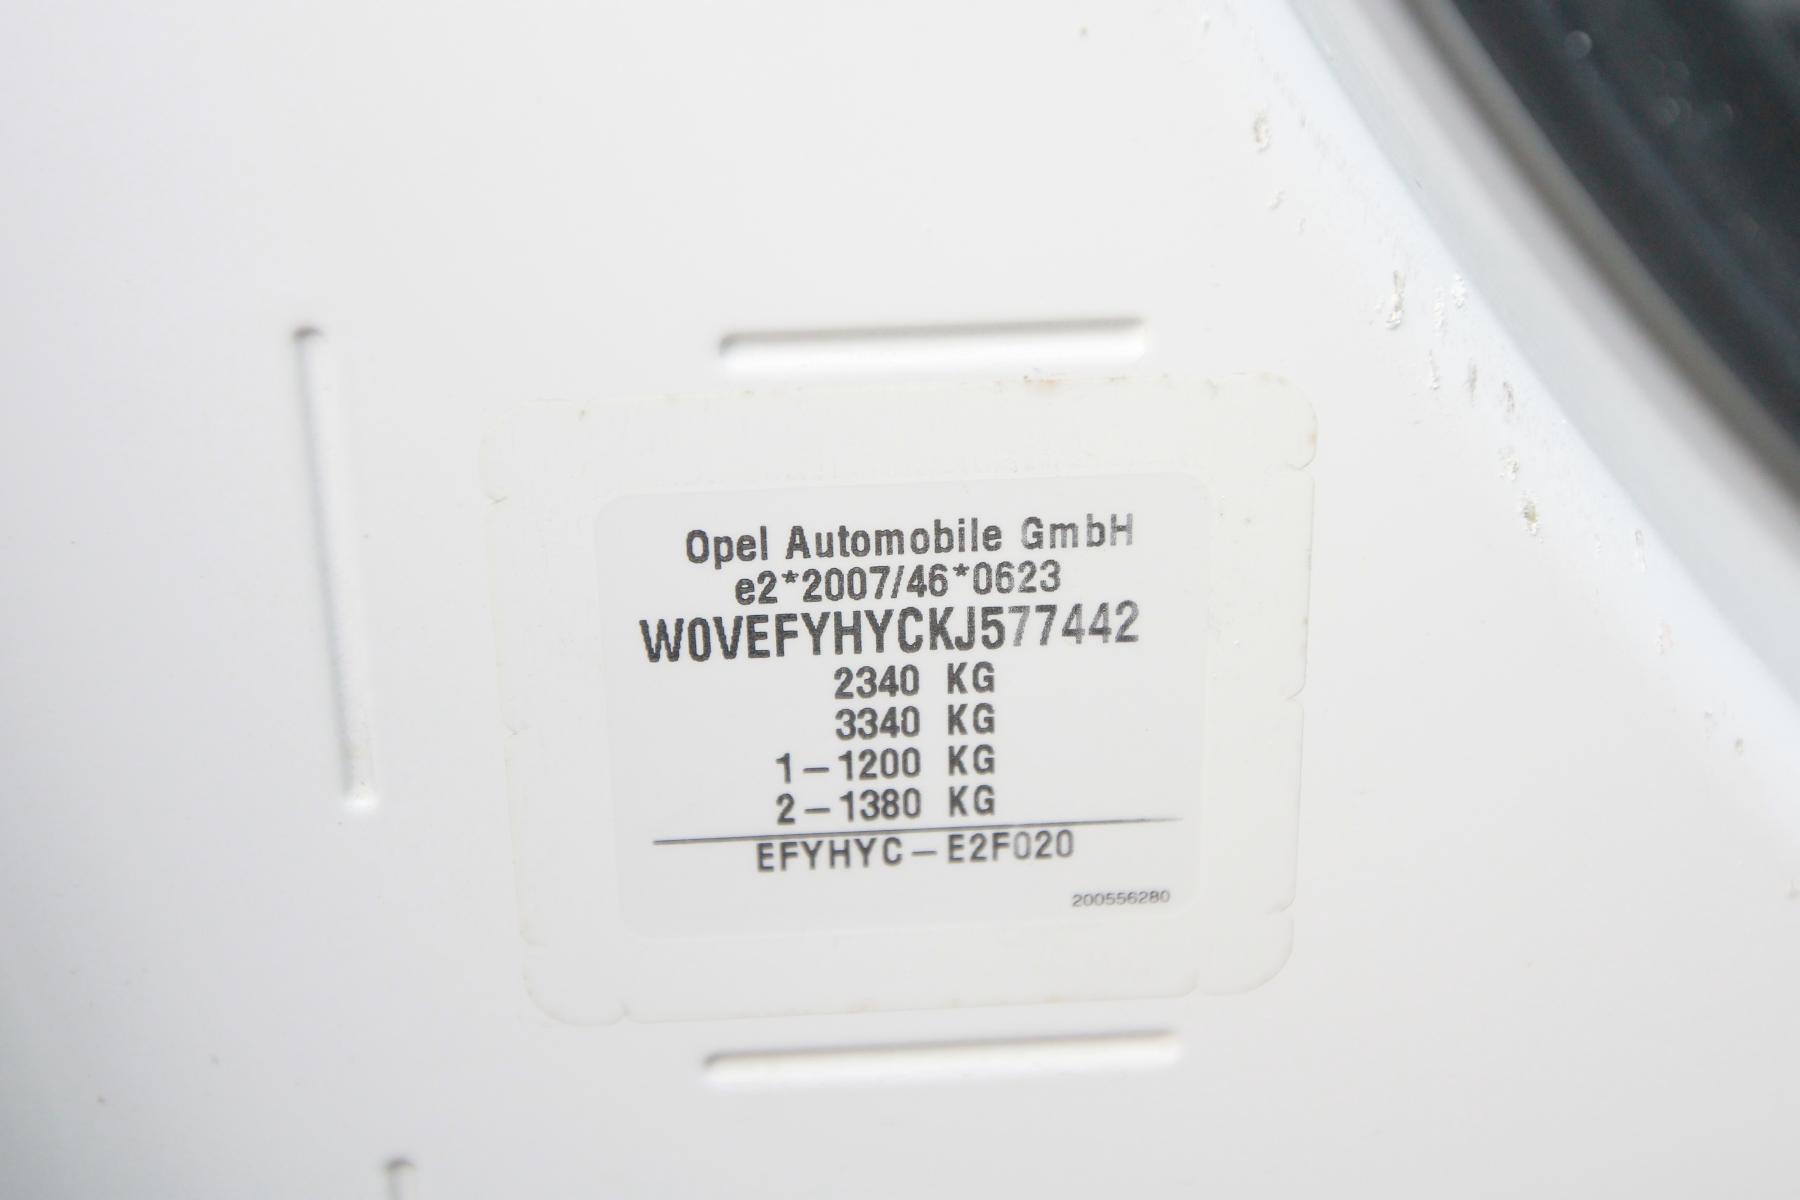 Opel Automobile GmbH
e2*2007/46*0623
W0VEFYHYCKJ577442
2340 KG
3340 KG
1-1200 KG
2-1380 KG
EFYHYC-E2F020
200556280